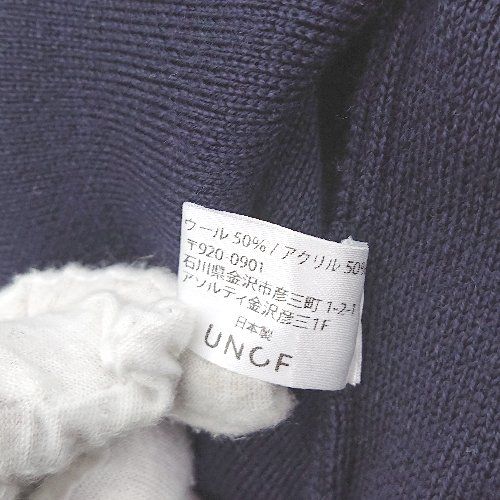 ウール 50% / アクリル 50%
〒920-0901
石川県金沢市彦三町 1-2-1
アソルティ金沢彦三1F
日本製
UNCF